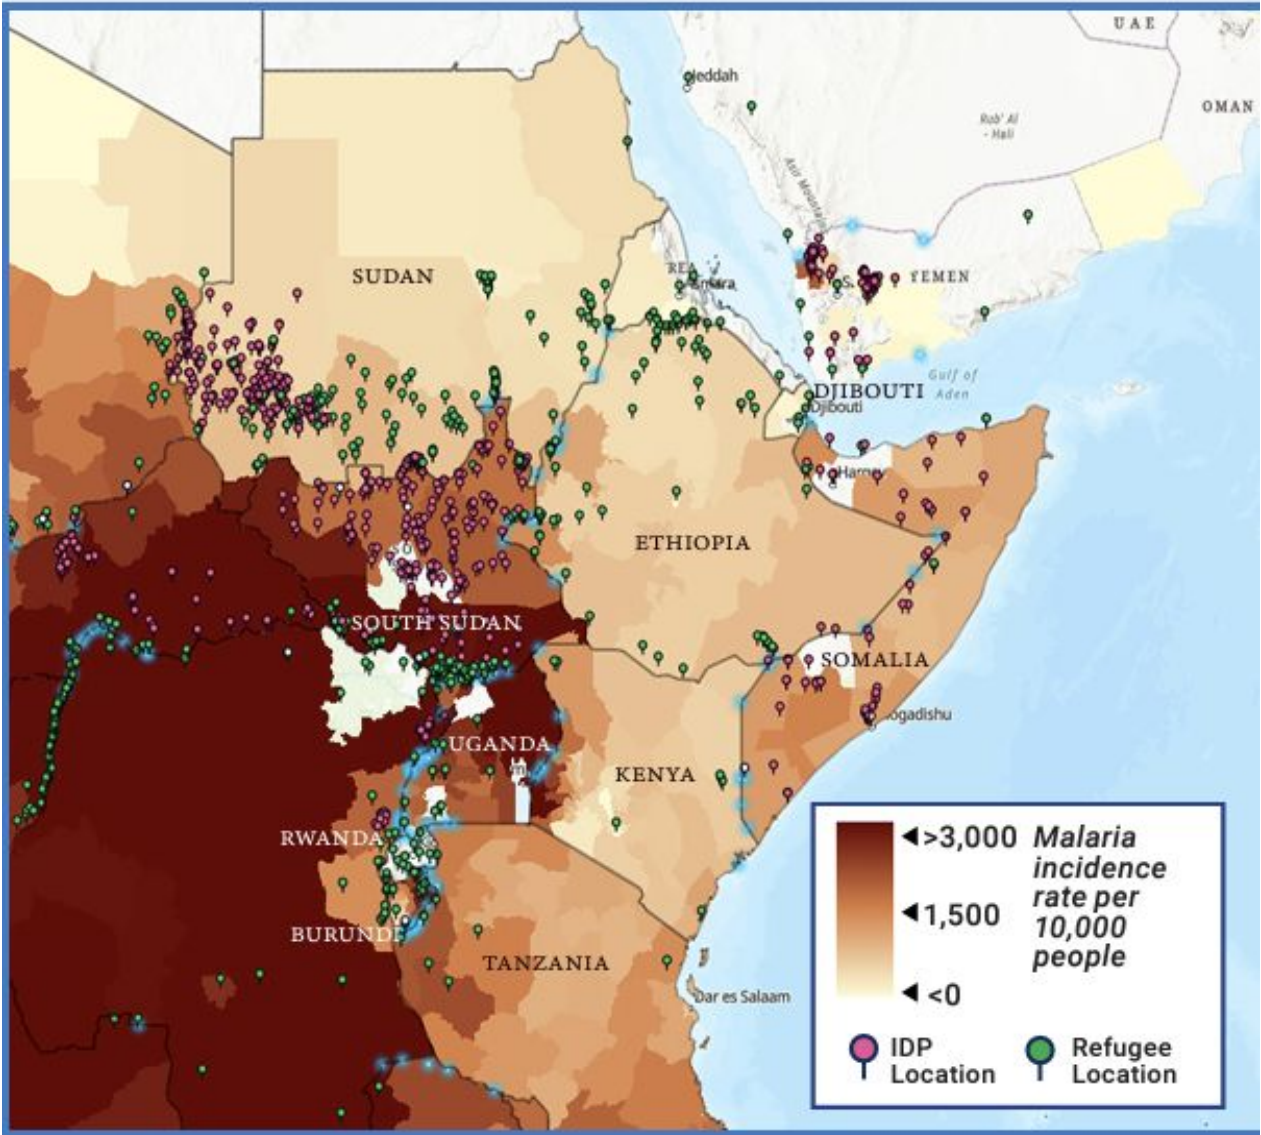 UAE
Jeddah
OMAN
Rub' Al
- Hali
Asir Mountains
SUDAN
YEMEN
DJIBOUTI
Gulf of
Aden
Djibouti
ETHIOPIA
SOUTH SUDAN
SOMALIA
UGANDA
KENYA
RWANDA
BURUNDI
TANZANIA
Dar es Salaam
>3,000
1,500
<0
Malaria
incidence
rate per
10,000
people
IDP
Location
Refugee
Location